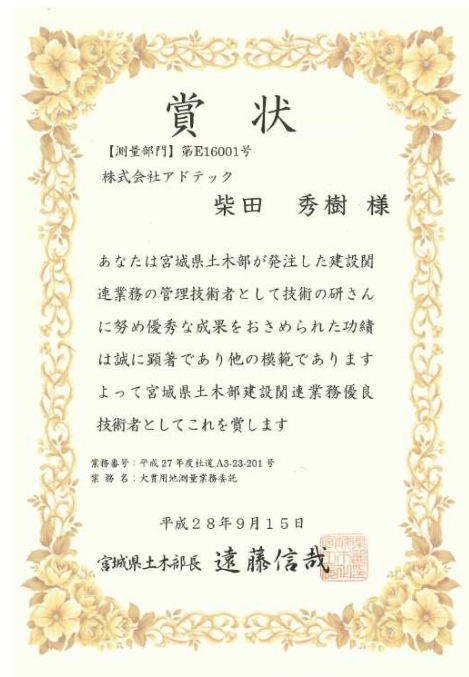 賞状
【測量部門】第E16001号
株式会社アドテック
柴田 秀樹 様
あなたは宮城県土木部が発注した建設関
連業務の管理技術者として技術の研さん
に努め優秀な成果をおさめられた功績
は誠に顕著であり他の模範であります
よって宮城県土木部建設関連業務優良
技術者としてこれを賞します
業務番号：平成27年度社道A3-23-201号
業務名：大貫用地測量業務委託
平成28年9月15日
宮城県土木部長 遠藤信哉